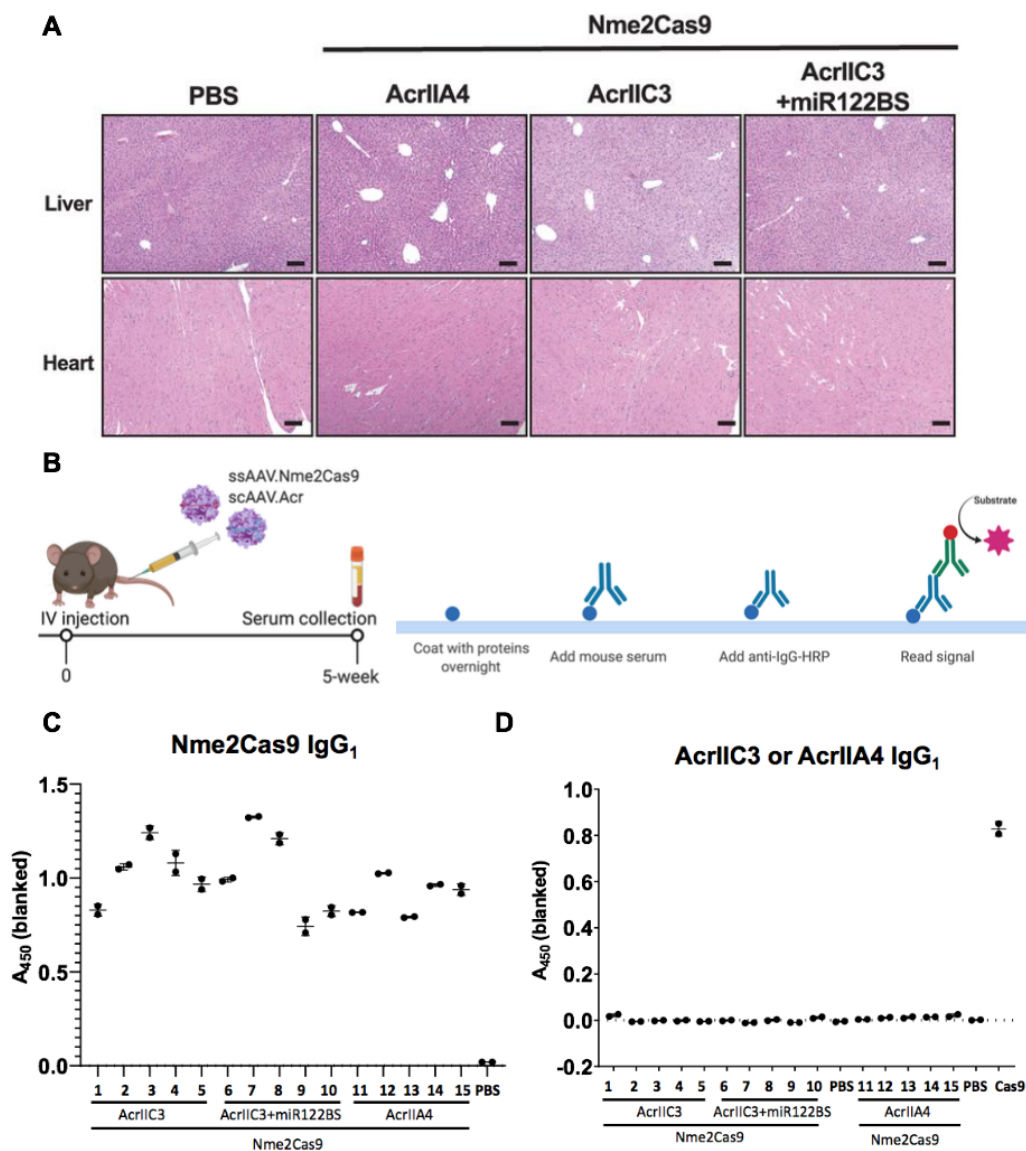 A
Nme2Cas9
PBS
AcrIIA4
AcrIIC3
AcrIIC3
+miR122BS
Liver
Heart
B
ssAAV.Nme2Cas9
scAAV.Acr
IV injection
Serum collection
0
5-week
Substrate
Coat with proteins
overnight
Add mouse serum
Add anti-IgG-HRP
Read signal
C
Nme2Cas9 IgG1
A450 (blanked)
1.5
1.0
0.5
0.0
1 2 3 4 5 6 7 8 9 10 11 12 13 14 15 PBS
AcrIIC3 AcrIIC3+miR122BS AcrIIA4
Nme2Cas9
D
AcrIIC3 or AcrIIA4 IgG1
A450 (blanked)
1.0
0.8
0.6
0.4
0.2
0.0
-0.2
1 2 3 4 5 6 7 8 9 10 PBS 11 12 13 14 15 PBS Cas9
AcrIIC3 AcrIIC3+miR122BS AcrIIA4
Nme2Cas9 Nme2Cas9